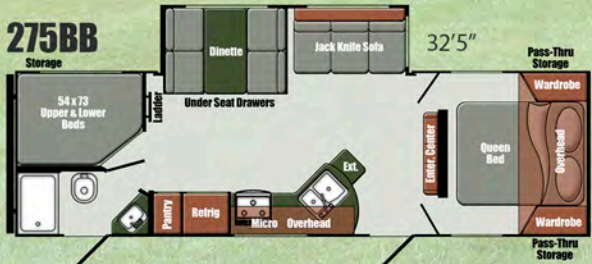 275BB
Storage
54 x 73
Upper & Lower
Beds
Ladder
Dinette
Under Seat Drawers
Jack Knife Sofa
32'5"
Pass-Thru
Storage
Wardrobe
Enter. Center
Queen
Bed
Overhead
Wardrobe
Pass-Thru
Storage
Ext.
Pantry
Refrig
Micro
Overhead